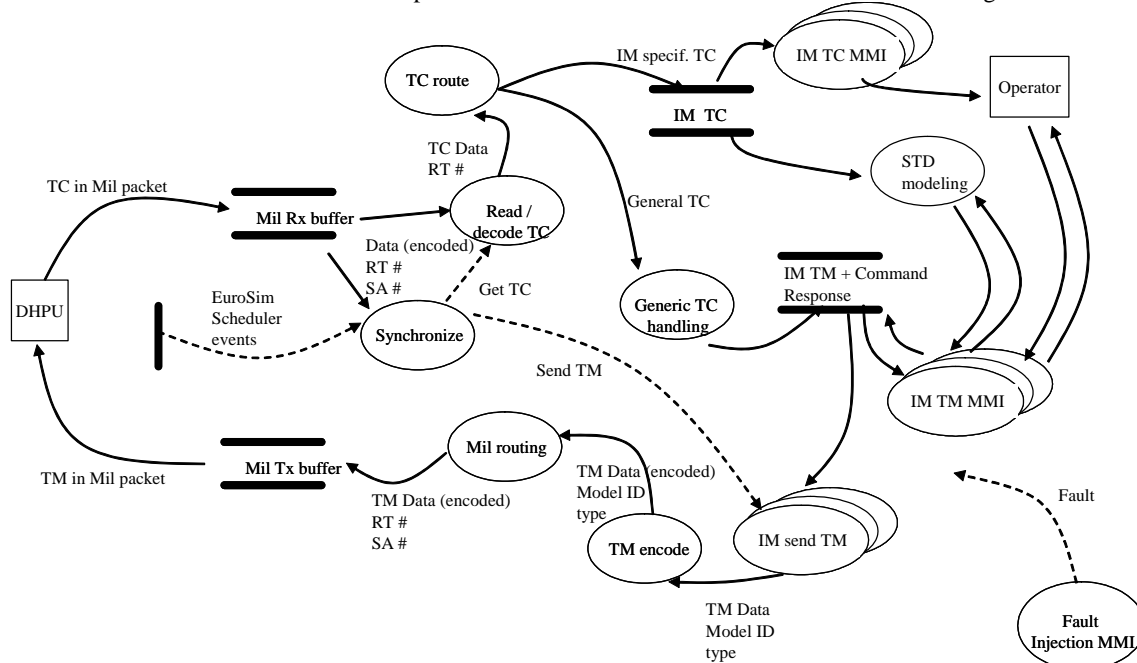 IM specif. TC
IM TC MMI
TC route
Operator
IM TC
TC Data
RT #
STD
modeling
TC in Mil packet
General TC
Mil Rx buffer
Read /
decode TC
Data (encoded)
RT #
SA #
IM TM + Command
Response
Get TC
EuroSim
Scheduler
events
DHPU
Generic TC
handling
Synchronize
Send TM
IM TM MMI
Mil routing
TM in Mil packet
Mil Tx buffer
TM Data (encoded)
Model ID
type
TM Data (encoded)
RT #
SA #
Fault
TM encode
IM send TM
TM Data
Model ID
type
Fault
Injection MMI